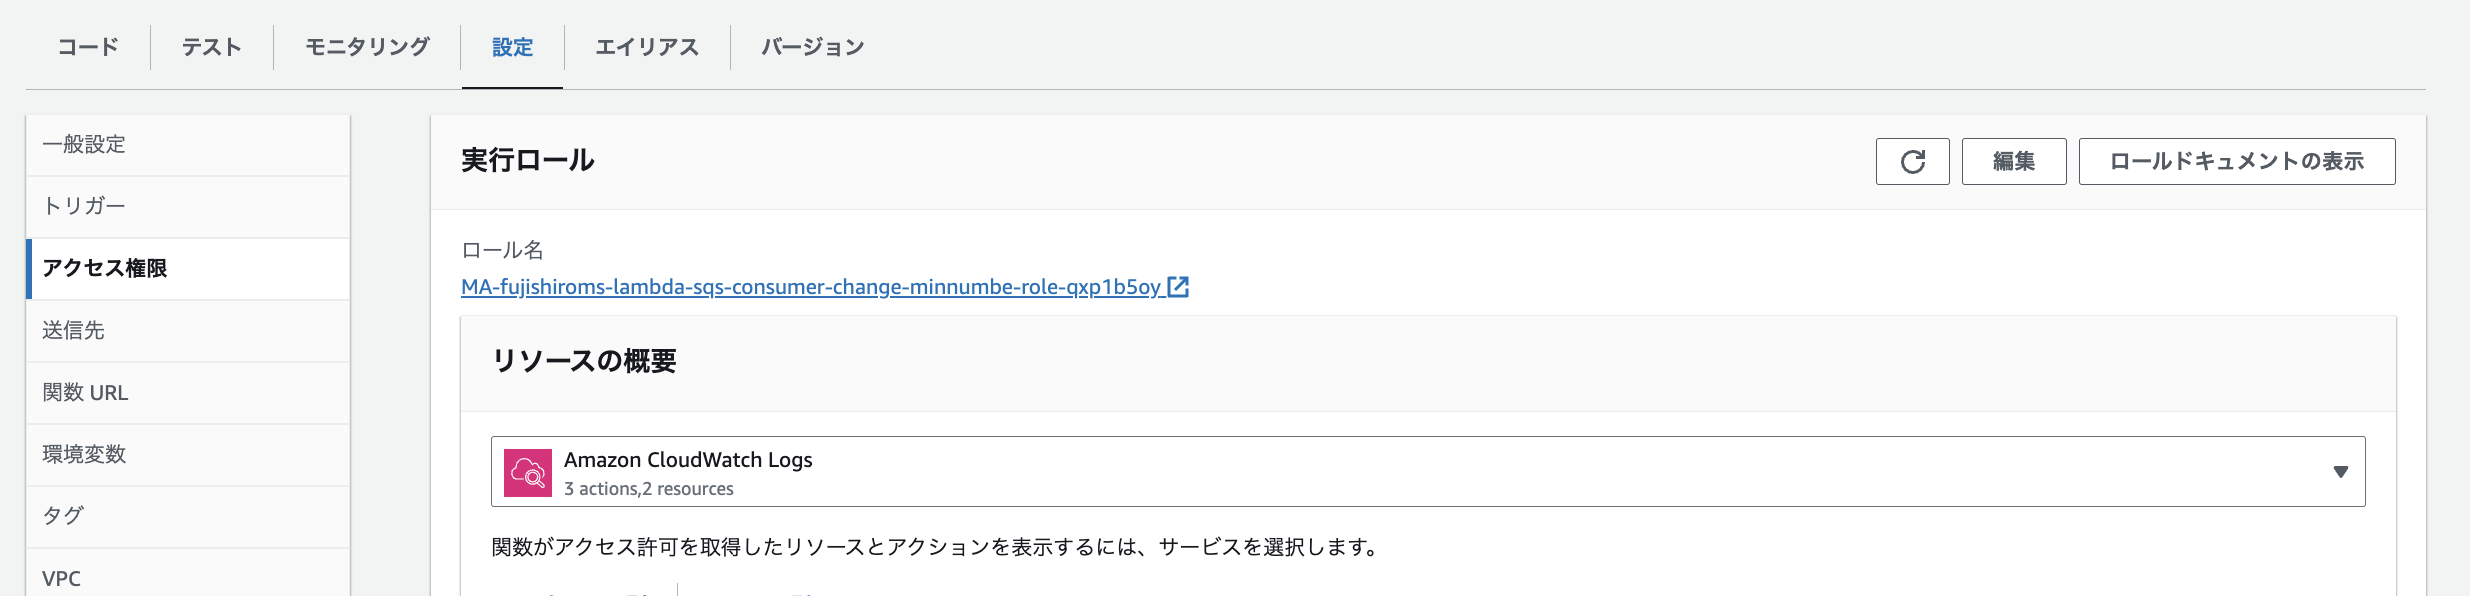 コード テスト モニタリング 設定 エイリアス バージョン
一般設定
トリガー
アクセス権限
送信先
関数 URL
環境変数
タグ
VPC
実行ロール
編集 ロールドキュメントの表示
ロール名
MA-fujishiroms-lambda-sqs-consumer-change-minnumbe-role-qxp1b5oy
リソースの概要
Amazon CloudWatch Logs
3 actions,2 resources
関数がアクセス許可を取得したリソースとアクションを表示するには、サービスを選択します。